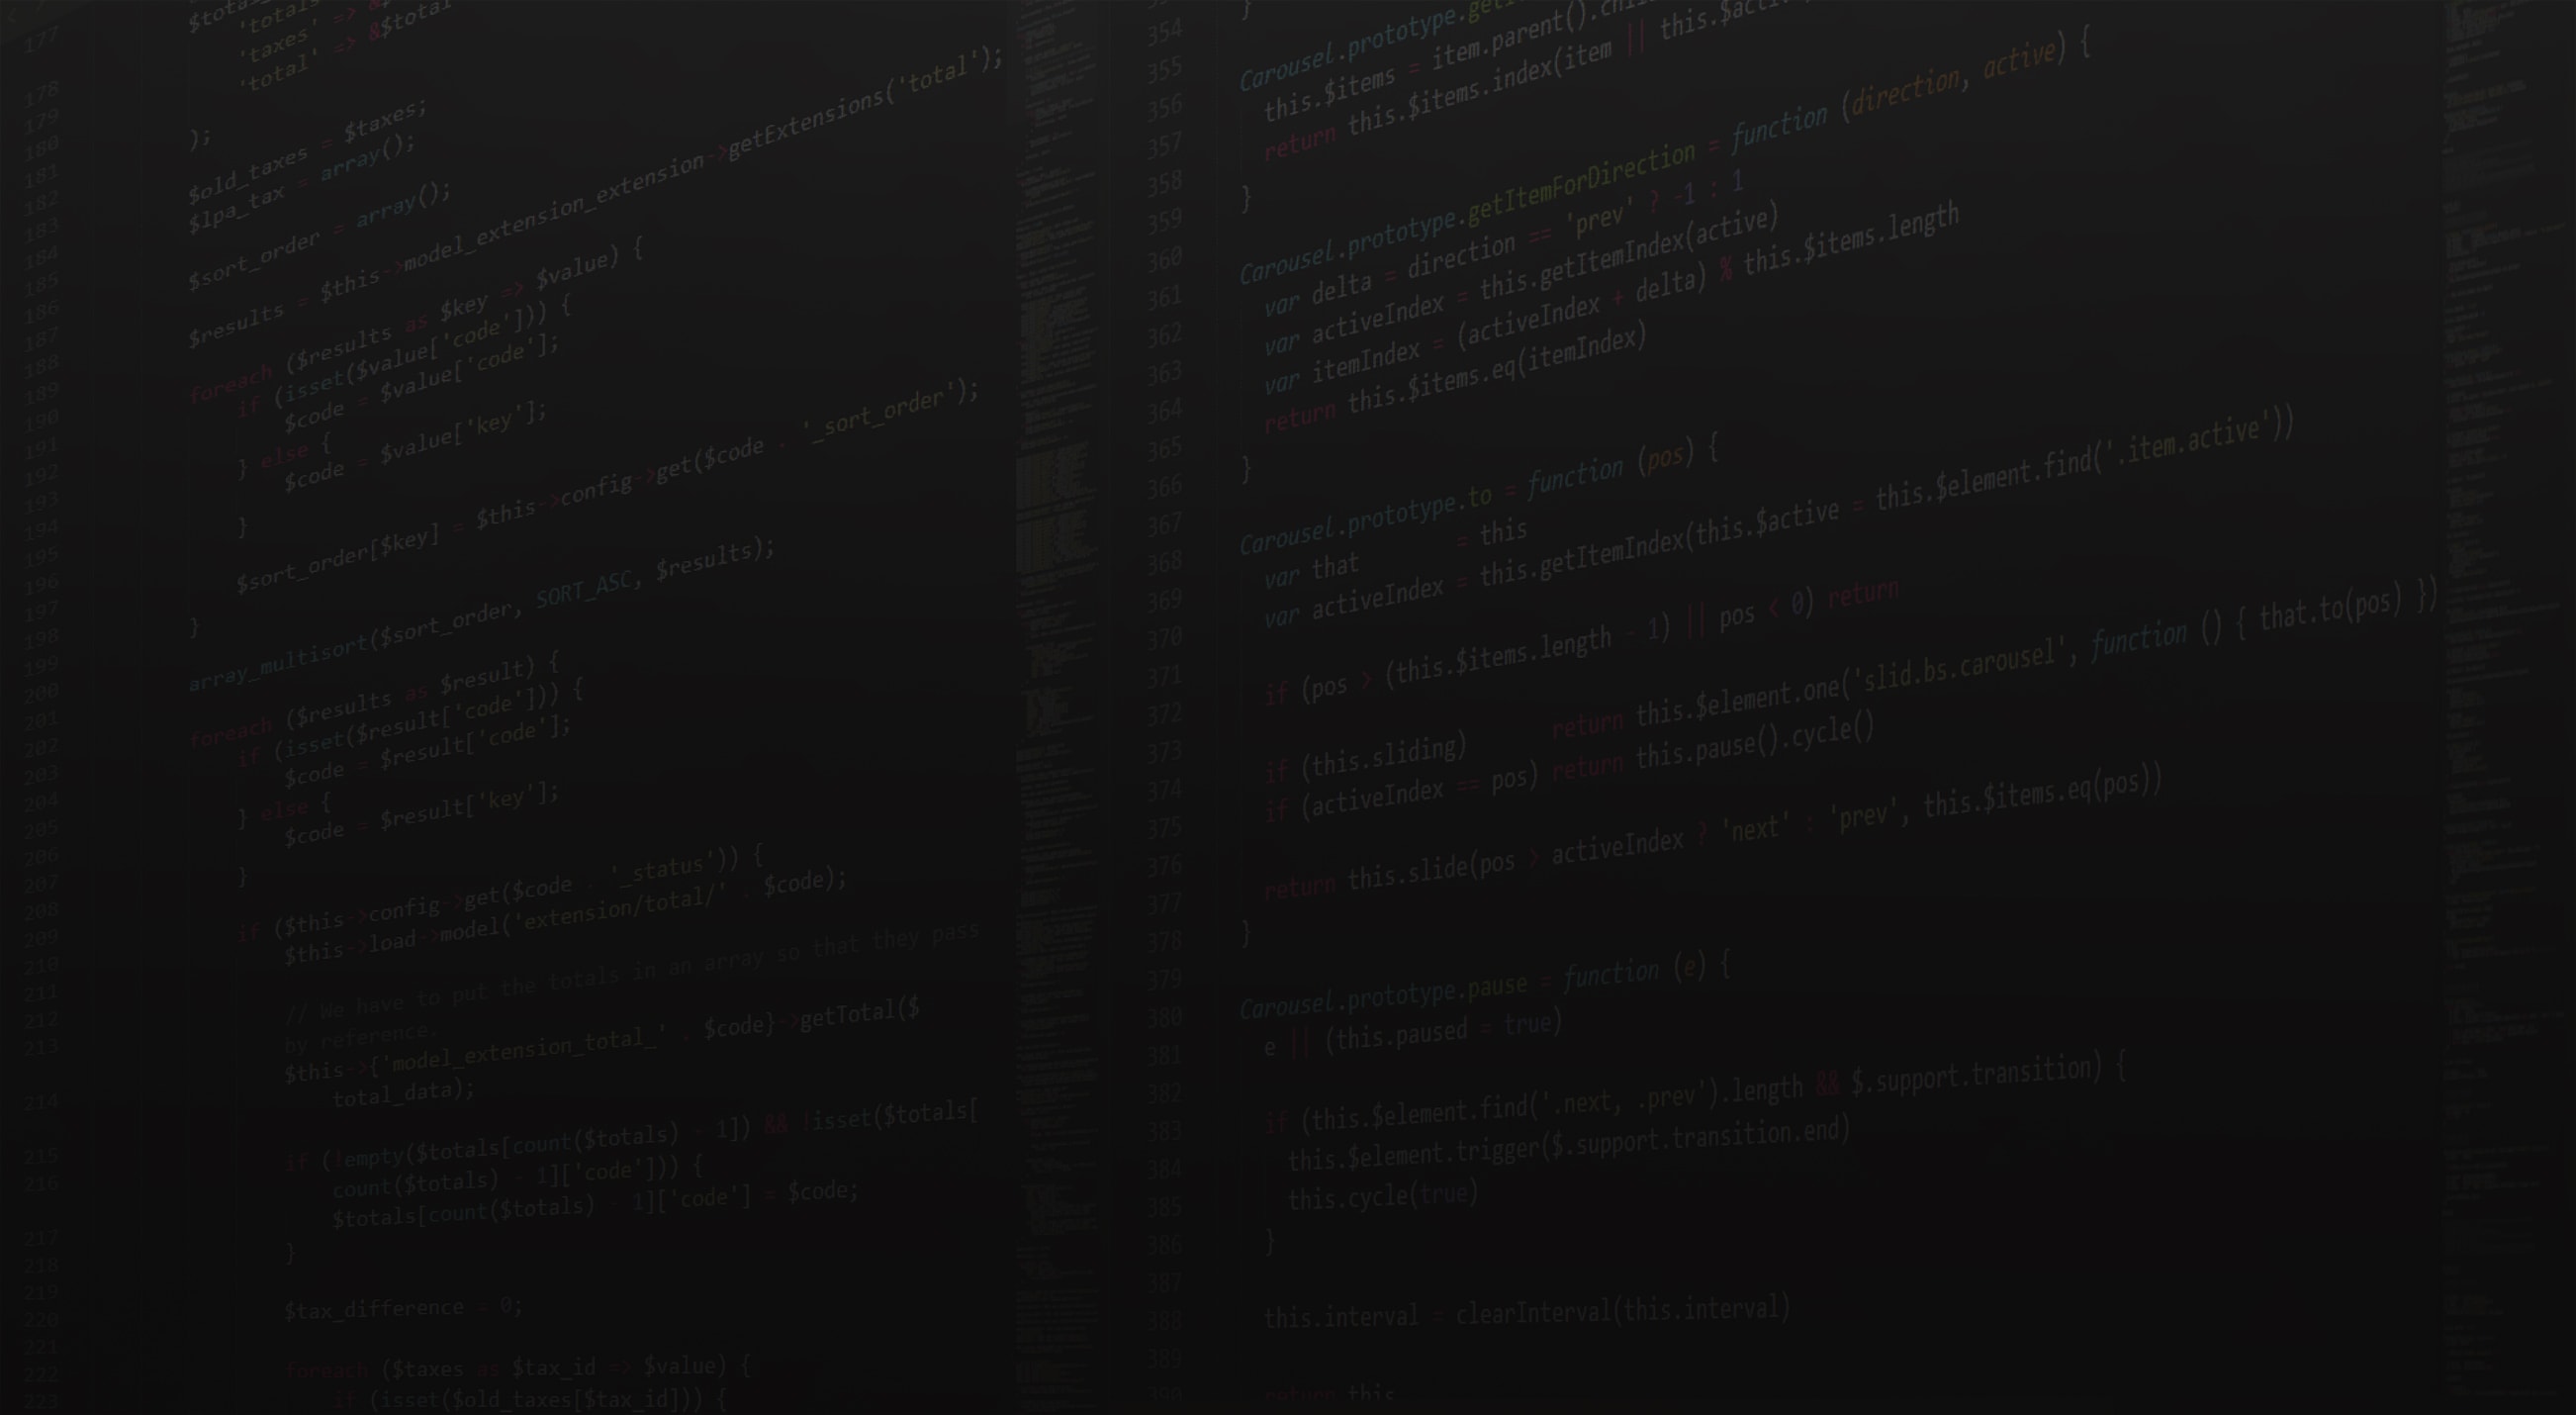 177
178
179
180
181
182
183
184
185
186
187
188
189
190
191
192
193
194
195
196
197
198
199
200
201
202
203
204
205
206
207
208
209
210
211
212
213
214
215
216
217
218
219
220
221
222
223
'taxes' =>
'total' => &$total
);
$old_taxes = $taxes;
$lpa_tax = array();
$sort_order = array();
$results = $this->model_extension_extension->getExtensions('total');
foreach ($results as $key => $value) {
if (isset($value['code'])) {
$code = $value['code'];
} else {
$code = $value['key'];
}
$sort_order[$key] = $this->config->get($code . '_sort_order');
}
array_multisort($sort_order, SORT_ASC, $results);
foreach ($results as $result) {
if (isset($result['code'])) {
$code = $result['code'];
} else {
$code = $result['key'];
}
if ($this->config->get($code . '_status')) {
$this->load->model('extension/total/' . $code);
// We have to put the totals in an array so that they pass
by reference.
$this->{'model_extension_total_' . $code}->getTotal($
total_data);
if (!empty($totals[count($totals) - 1]) && !isset($totals[
count($totals) - 1]['code'])) {
$totals[count($totals) - 1]['code'] = $code;
}
$tax_difference = 0;
foreach ($taxes as $tax_id => $value) {
if (isset($old_taxes[$tax_id])) {
354
355
356
357
358
359
360
361
362
363
364
365
366
367
368
369
370
371
372
373
374
375
376
377
378
379
380
381
382
383
384
385
386
387
388
389
390
}
Carousel.prototype.
this.$items = item.parent()
return this.$items.index(item || this.
}
Carousel.prototype.getItemForDirection = function (direction, active) {
var delta = direction == 'prev' ? -1 : 1
var activeIndex = this.getItemIndex(active)
var itemIndex = (activeIndex + delta) % this.$items.length
return this.$items.eq(itemIndex)
}
Carousel.prototype.to = function (pos) {
var that = this
var activeIndex = this.getItemIndex(this.$active = this.$element.find('.item.active'))
if (pos > (this.$items.length - 1) || pos < 0) return
if (this.sliding) return this.$element.one('slid.bs.carousel', function () { that.to(pos) })
if (activeIndex == pos) return this.pause().cycle()
return this.slide(pos > activeIndex ? 'next' : 'prev', this.$items.eq(pos))
}
Carousel.prototype.pause = function (e) {
e || (this.paused = true)
if (this.$element.find('.next, .prev').length && $.support.transition) {
this.$element.trigger($.support.transition.end)
this.cycle(true)
}
this.interval = clearInterval(this.interval)
return this